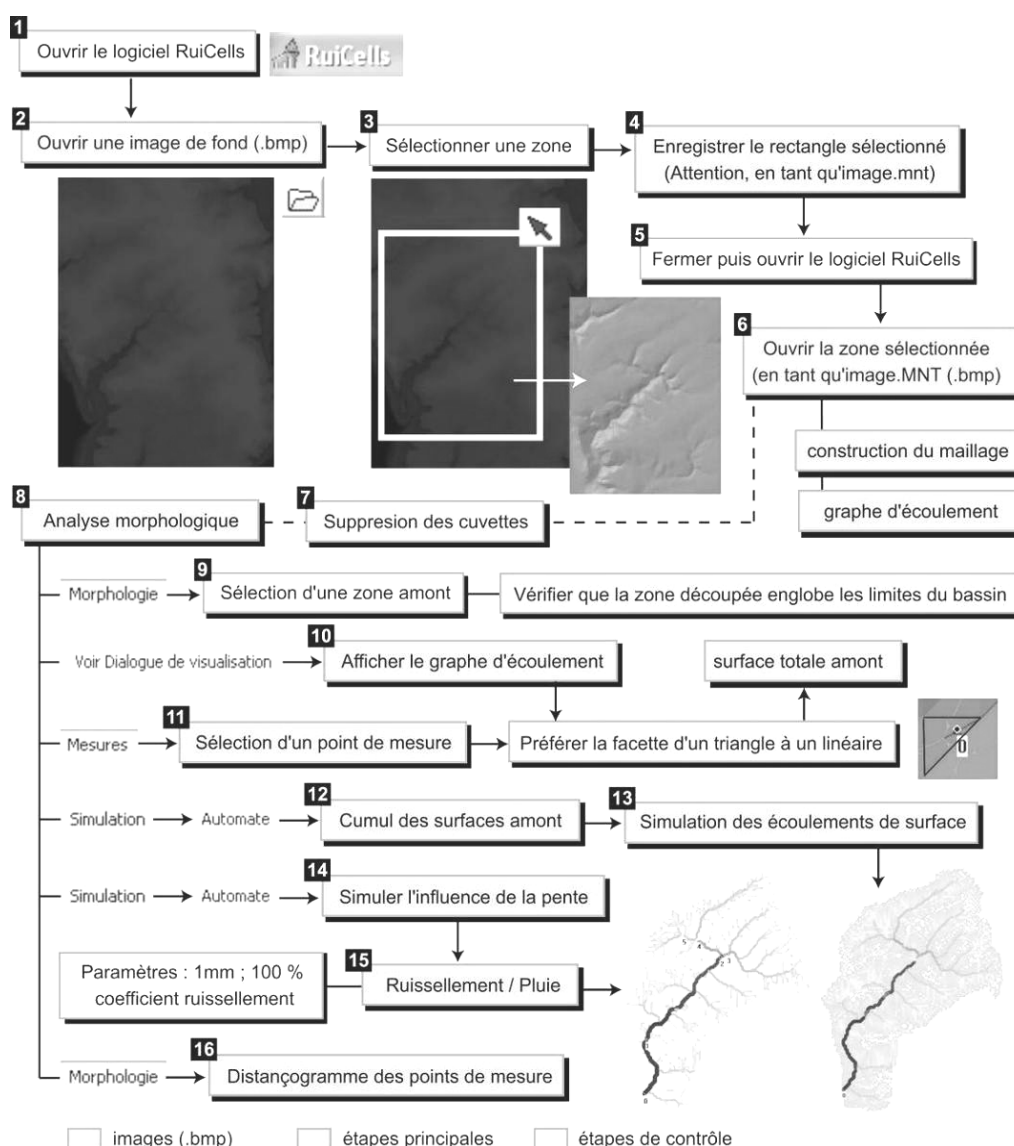 1
Ouvrir le logiciel RuiCells
RuiCells
2
Ouvrir une image de fond (.bmp)
3
Sélectionner une zone
4
Enregistrer le rectangle sélectionné
(Attention, en tant qu'image.mnt)
5
Fermer puis ouvrir le logiciel RuiCells
6
Ouvrir la zone sélectionnée
(en tant qu'image.MNT (.bmp)
construction du maillage
graphe d'écoulement
7
Suppresion des cuvettes
8
Analyse morphologique
Morphologie
9
Sélection d'une zone amont
Vérifier que la zone découpée englobe les limites du bassin
Voir Dialogue de visualisation
10
Afficher le graphe d'écoulement
surface totale amont
Mesures
11
Sélection d'un point de mesure
Préférer la facette d'un triangle à un linéaire
0
Simulation
Automate
12
Cumul des surfaces amont
13
Simulation des écoulements de surface
Simulation
Automate
14
Simuler l'influence de la pente
Paramètres : 1mm ; 100 %
coefficient ruissellement
15
Ruissellement / Pluie
5
4
2
3
1
0
Morphologie
16
Distançogramme des points de mesure
images (.bmp)
étapes principales
étapes de contrôle